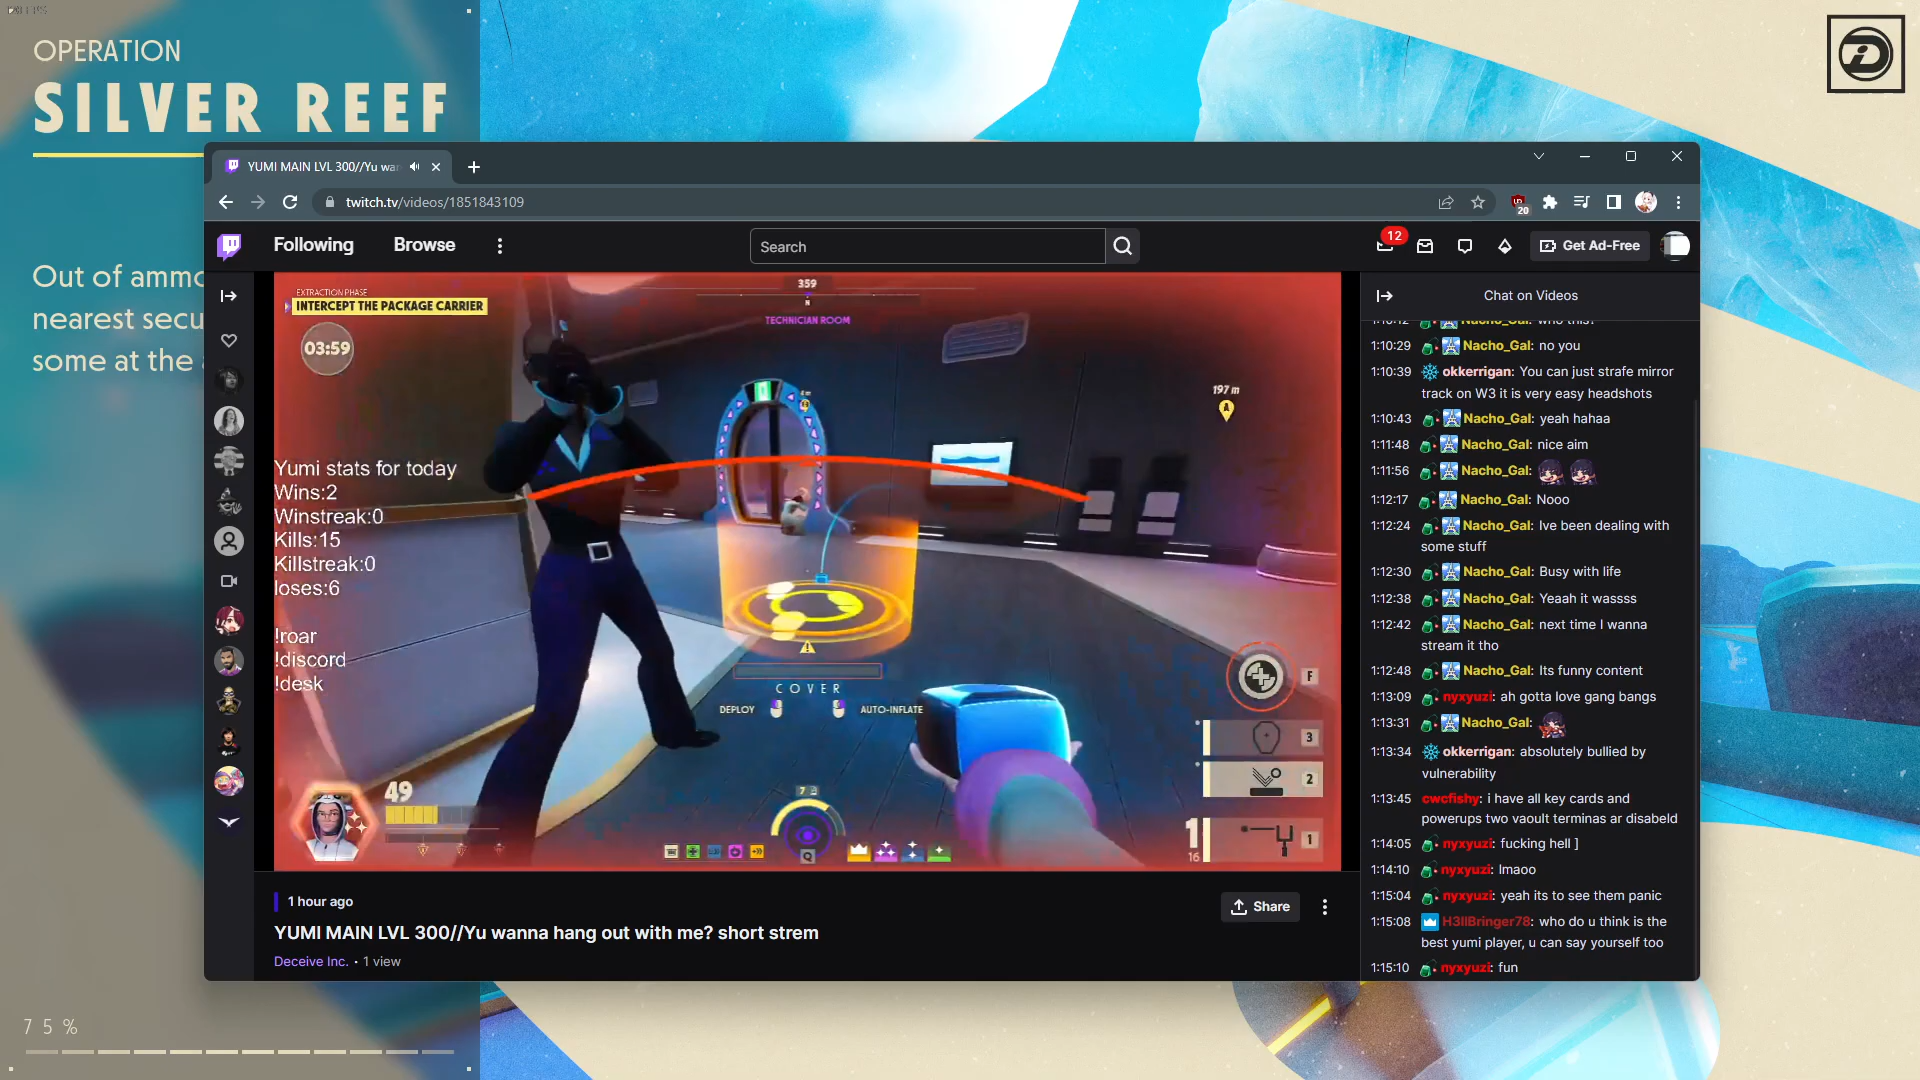 OPERATION
SILVER REEF
Out of ammo
nearest secu
some at the
75%
YUMI MAIN LVL 300//Yu wan
twitch.tv/videos/1851843109
20
Following
Browse
Search
12
Get Ad-Free
EXTRACTION PHASE
INTERCEPT THE PACKAGE CARRIER
03:59
359
N
TECHNICIAN ROOM
197 m
A
Yumi stats for today
Wins:2
Winstreak:0
Kills:15
Killstreak:0
loses:6
!roar
!discord
!desk
COVER
DEPLOY
AUTO-INFLATE
F
3
2
1
1
16
49
7
Q
1 hour ago
YUMI MAIN LVL 300//Yu wanna hang out with me? short strem
Deceive Inc. • 1 view
Share
Chat on Videos
1:10:12 Nacho_Gal: who this?
1:10:29 Nacho_Gal: no you
1:10:39 okkerrigan: You can just strafe mirror
track on W3 it is very easy headshots
1:10:43 Nacho_Gal: yeah hahaa
1:11:48 Nacho_Gal: nice aim
1:11:56 Nacho_Gal:
1:12:17 Nacho_Gal: Nooo
1:12:24 Nacho_Gal: Ive been dealing with
some stuff
1:12:30 Nacho_Gal: Busy with life
1:12:38 Nacho_Gal: Yeaah it wassss
1:12:42 Nacho_Gal: next time I wanna
stream it tho
1:12:48 Nacho_Gal: Its funny content
1:13:09 nyxyuzi: ah gotta love gang bangs
1:13:31 Nacho_Gal:
1:13:34 okkerrigan: absolutely bullied by
vulnerability
1:13:45 cwcfishy: i have all key cards and
powerups two vaoult terminas ar disabeld
1:14:05 nyxyuzi: fucking hell ]
1:14:10 nyxyuzi: lmaoo
1:15:04 nyxyuzi: yeah its to see them panic
1:15:08 H3llBringer78: who do u think is the
best yumi player, u can say yourself too
1:15:10 nyxyuzi: fun